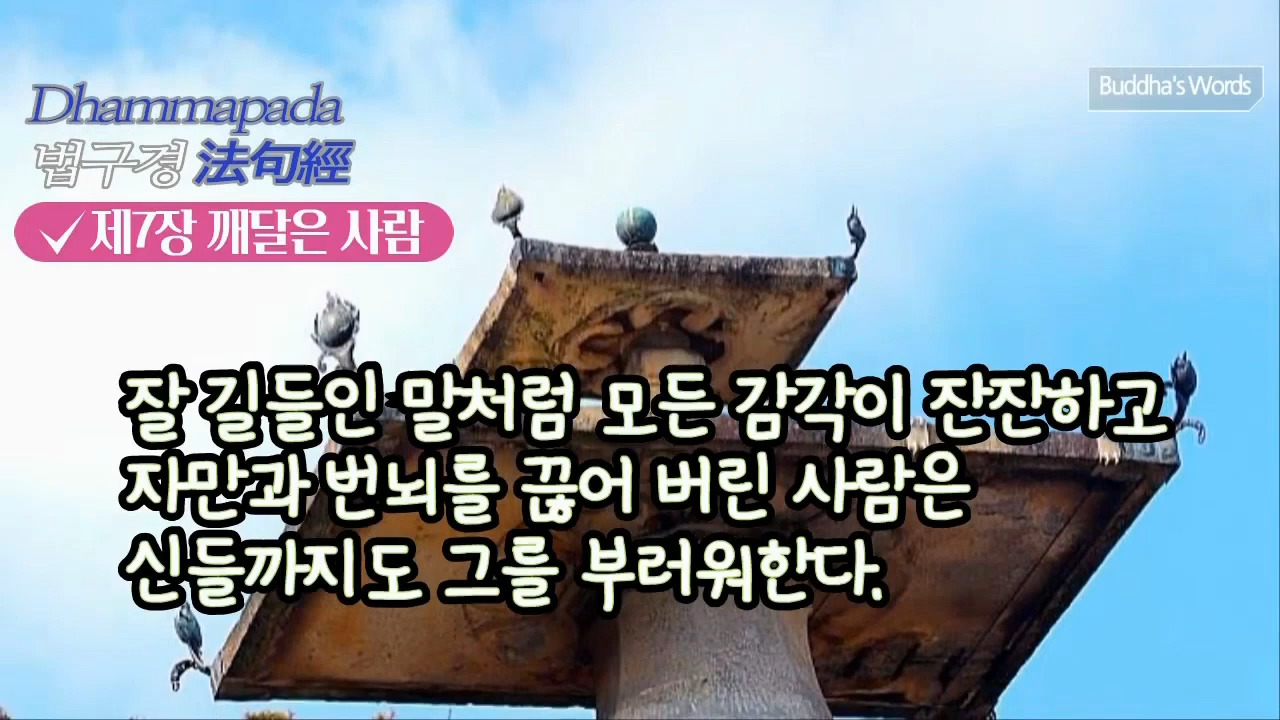 Dhammapada
법구경 法句經
제7장 깨달은 사람
Buddha's Words
잘 길들인 말처럼 모든 감각이 잔잔하고
자만과 번뇌를 끊어 버린 사람은
신들까지도 그를 부러워한다.